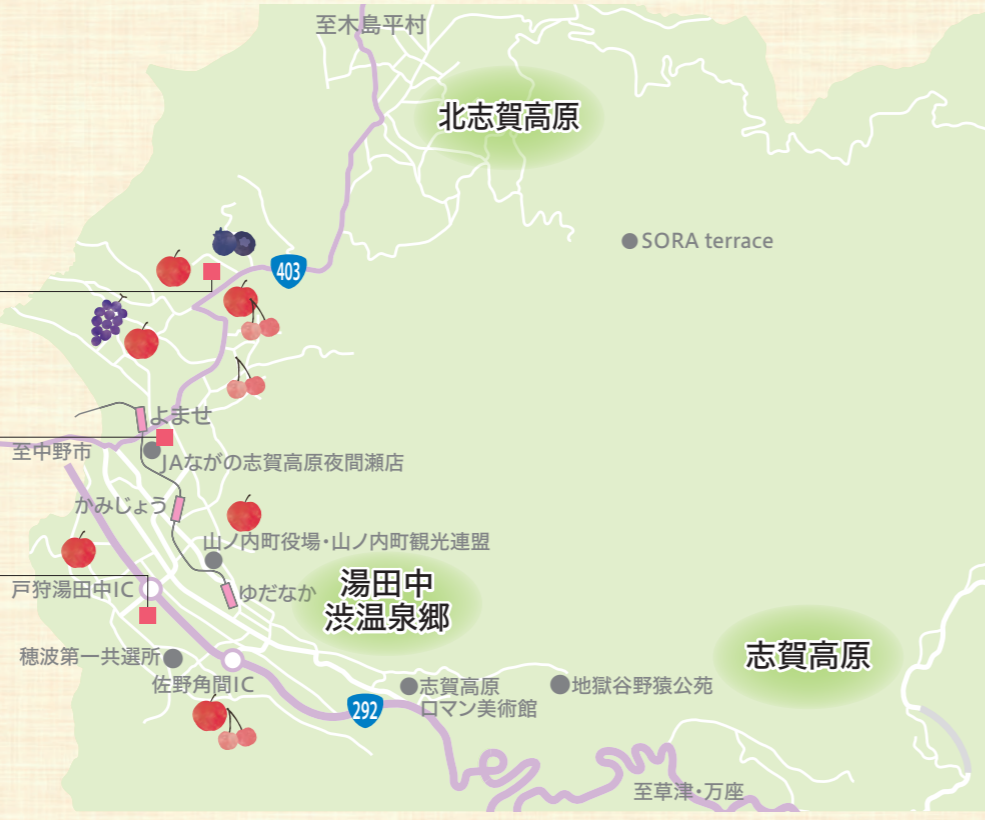 至木島平村
北志賀高原
SORA terrace
403
よませ
至中野市
JAながの志賀高原夜間瀬店
かみじょう
山ノ内町役場・山ノ内町観光連盟
戸狩湯田中IC
ゆだなか
湯田中
渋温泉郷
志賀高原
穂波第一共選所
佐野角間IC
志賀高原
ロマン美術館
地獄谷野猿公苑
292
至草津・万座